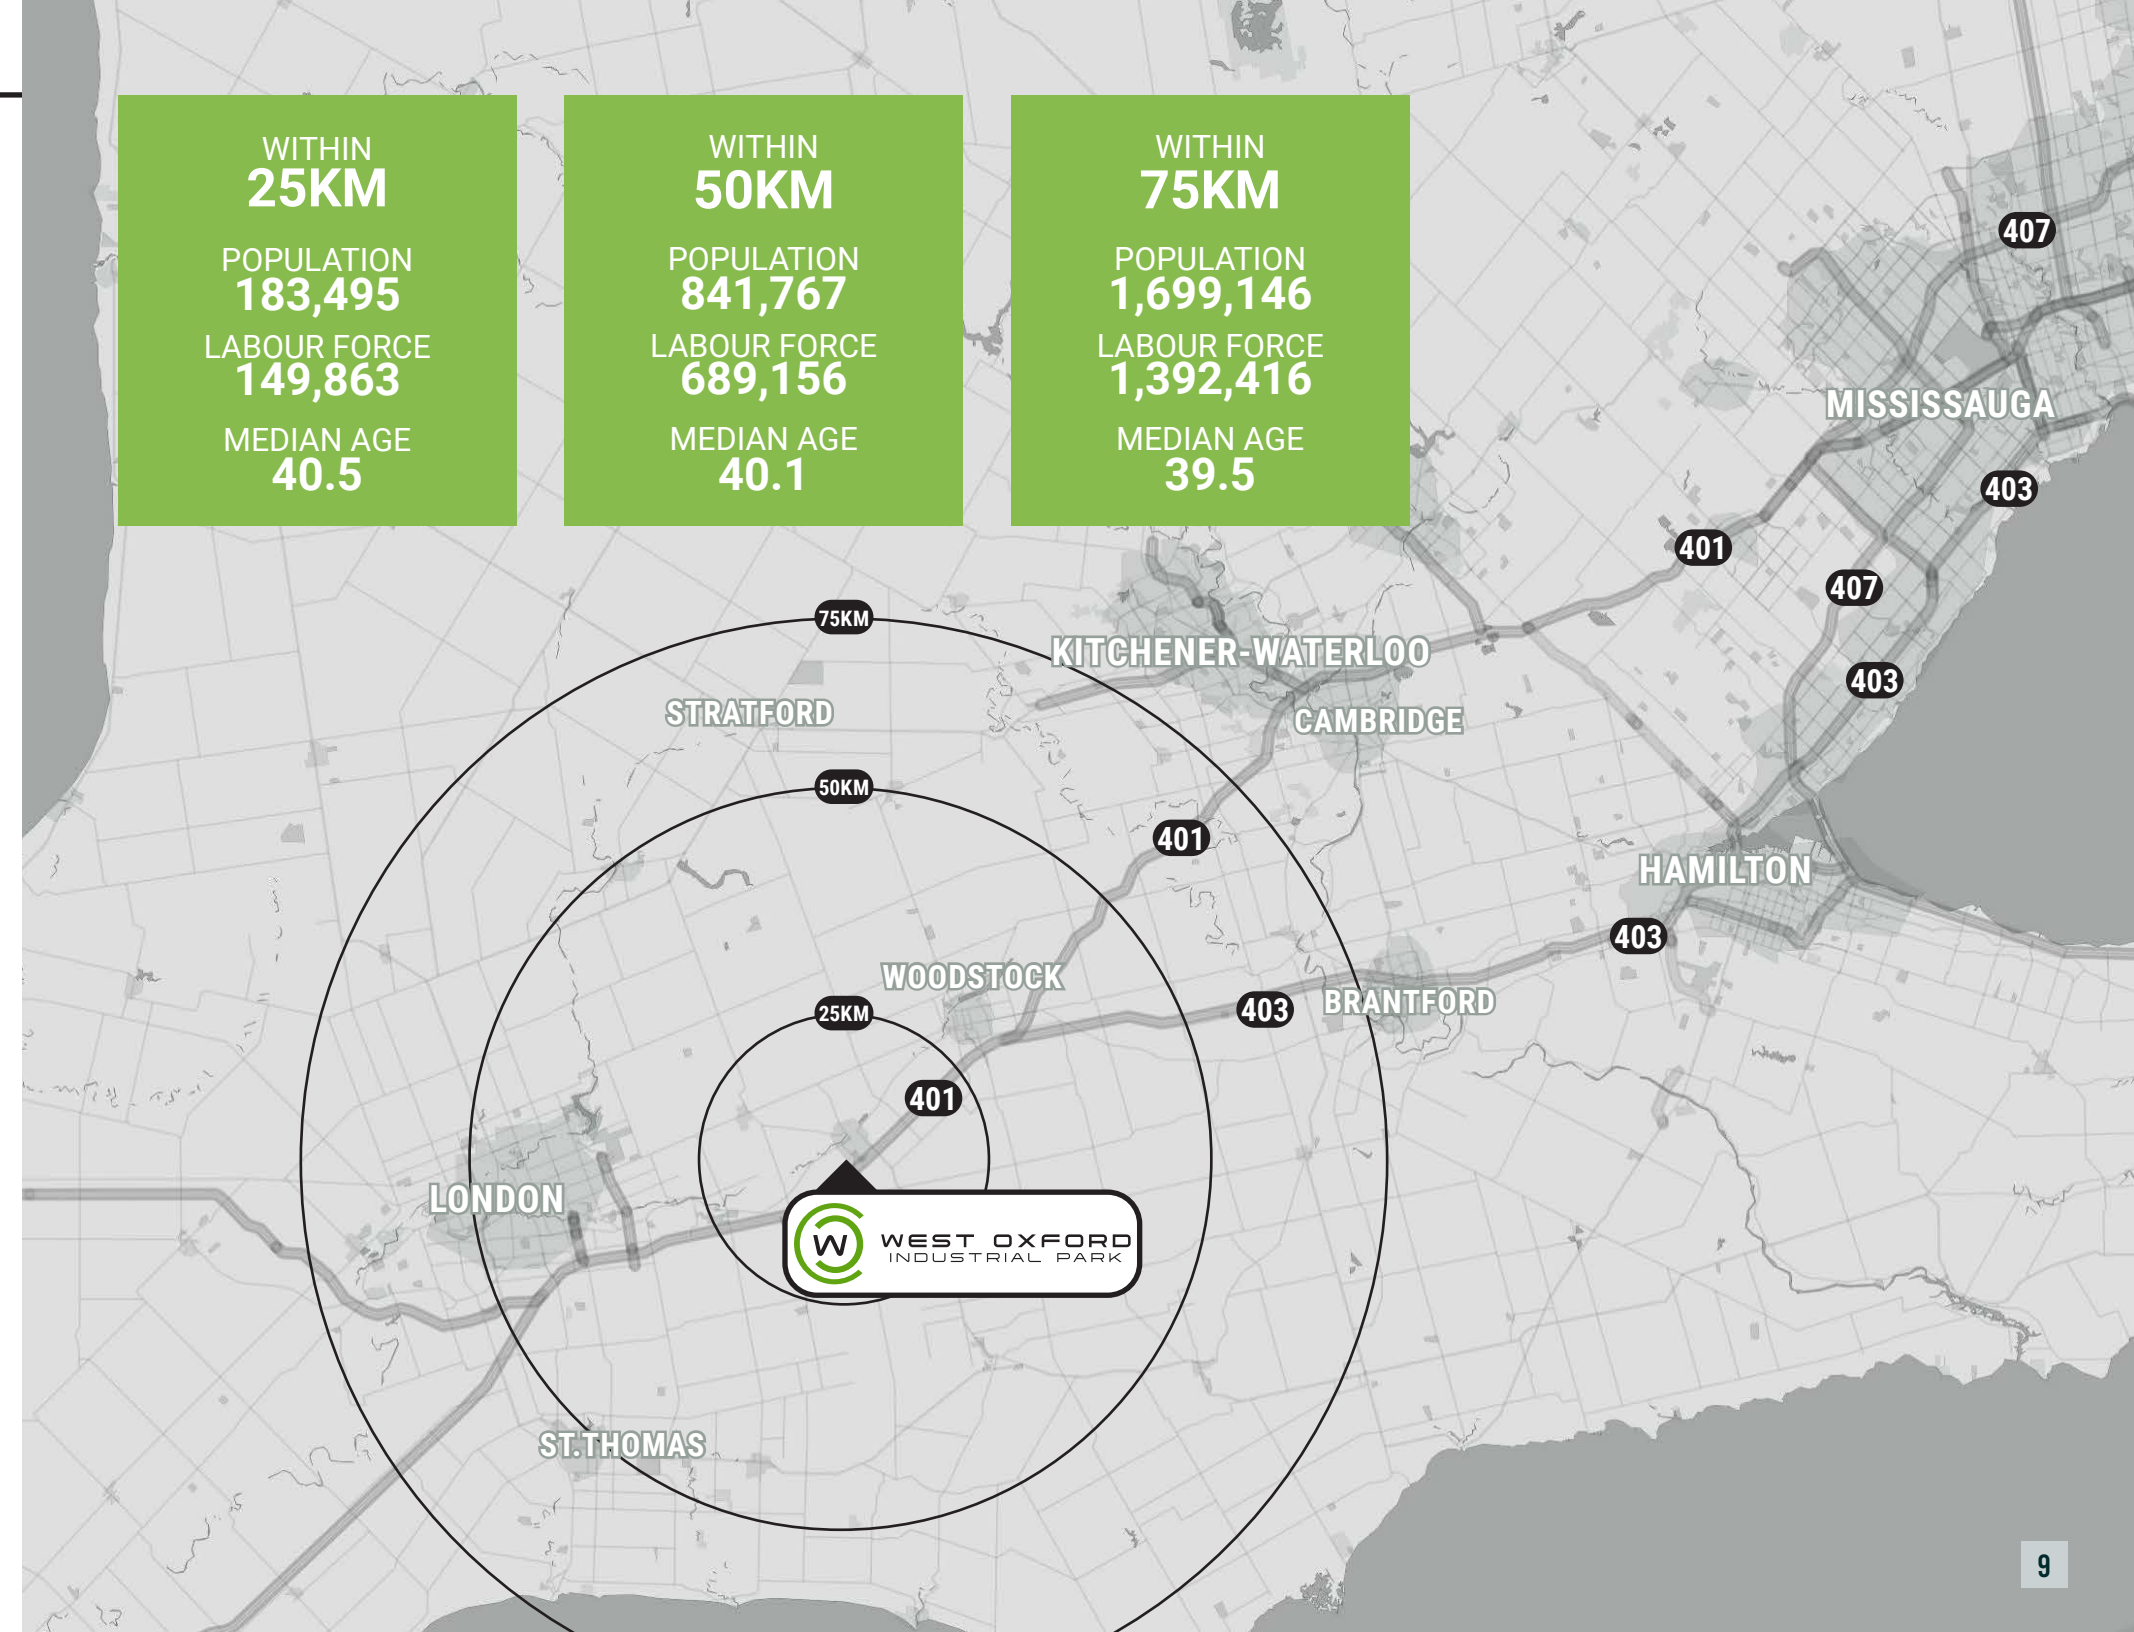 WITHIN
25KM
POPULATION
183,495
LABOUR FORCE
149,863
MEDIAN AGE
40.5
WITHIN
50KM
POPULATION
841,767
LABOUR FORCE
689,156
MEDIAN AGE
40.1
WITHIN
75KM
POPULATION
1,699,146
LABOUR FORCE
1,392,416
MEDIAN AGE
39.5
407
MISSISSAUGA
403
401
407
75KM
KITCHENER-WATERLOO
403
STRATFORD
CAMBRIDGE
50KM
401
HAMILTON
403
WOODSTOCK
25KM
403
BRANTFORD
401
LONDON
W
WEST OXFORD
INDUSTRIAL PARK
ST.THOMAS
9